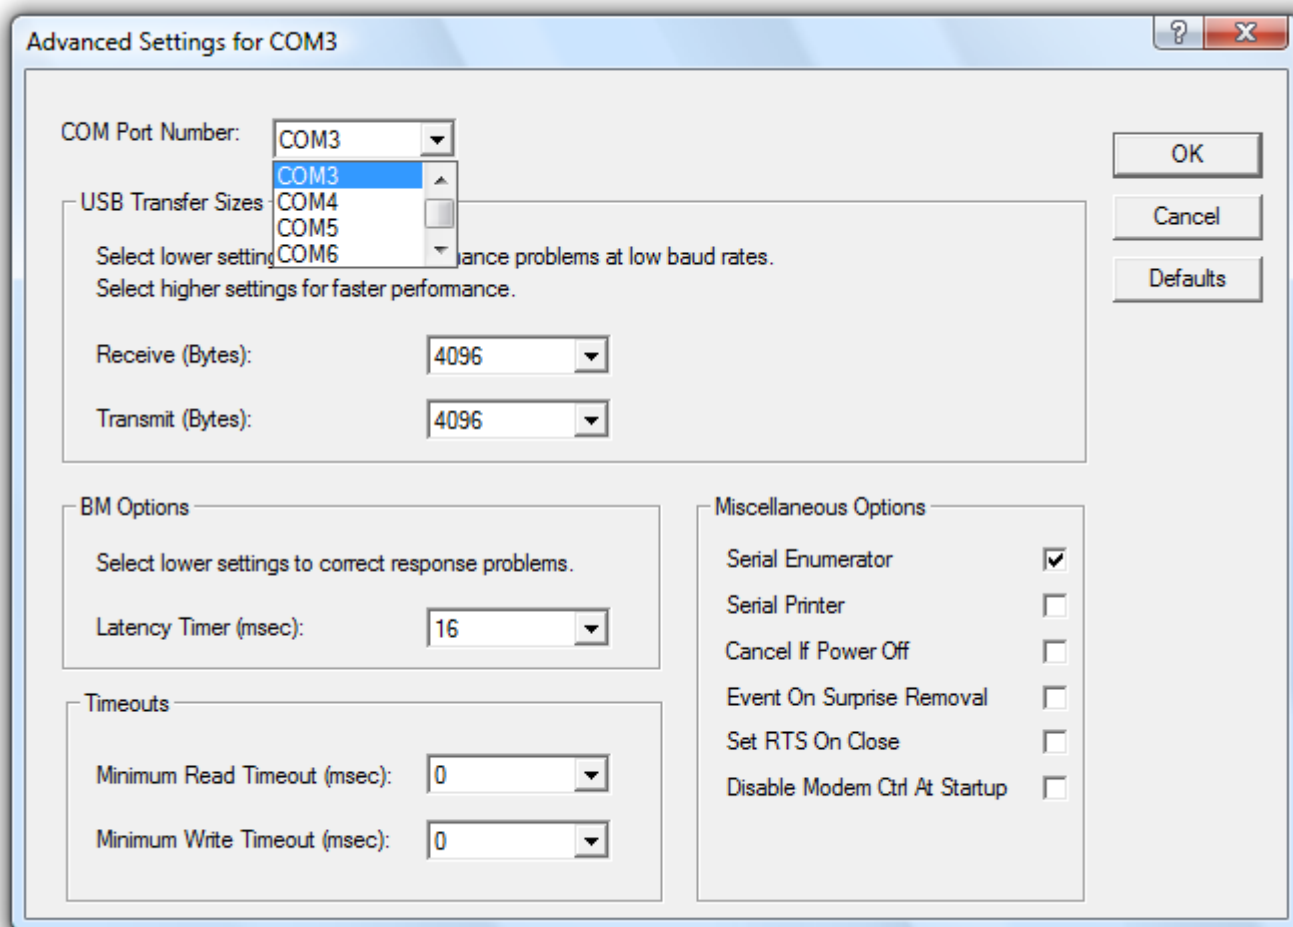 Advanced Settings for COM3
COM Port Number:
COM3
COM3
COM4
COM5
COM6
OK
Cancel
Defaults
USB Transfer Sizes
Select lower setting ance problems at low baud rates.
Select higher settings for faster performance.
Receive (Bytes):
4096
Transmit (Bytes):
4096
BM Options
Select lower settings to correct response problems.
Latency Timer (msec):
16
Timeouts
Minimum Read Timeout (msec):
0
Minimum Write Timeout (msec):
0
Miscellaneous Options
Serial Enumerator
Serial Printer
Cancel If Power Off
Event On Surprise Removal
Set RTS On Close
Disable Modem Ctrl At Startup